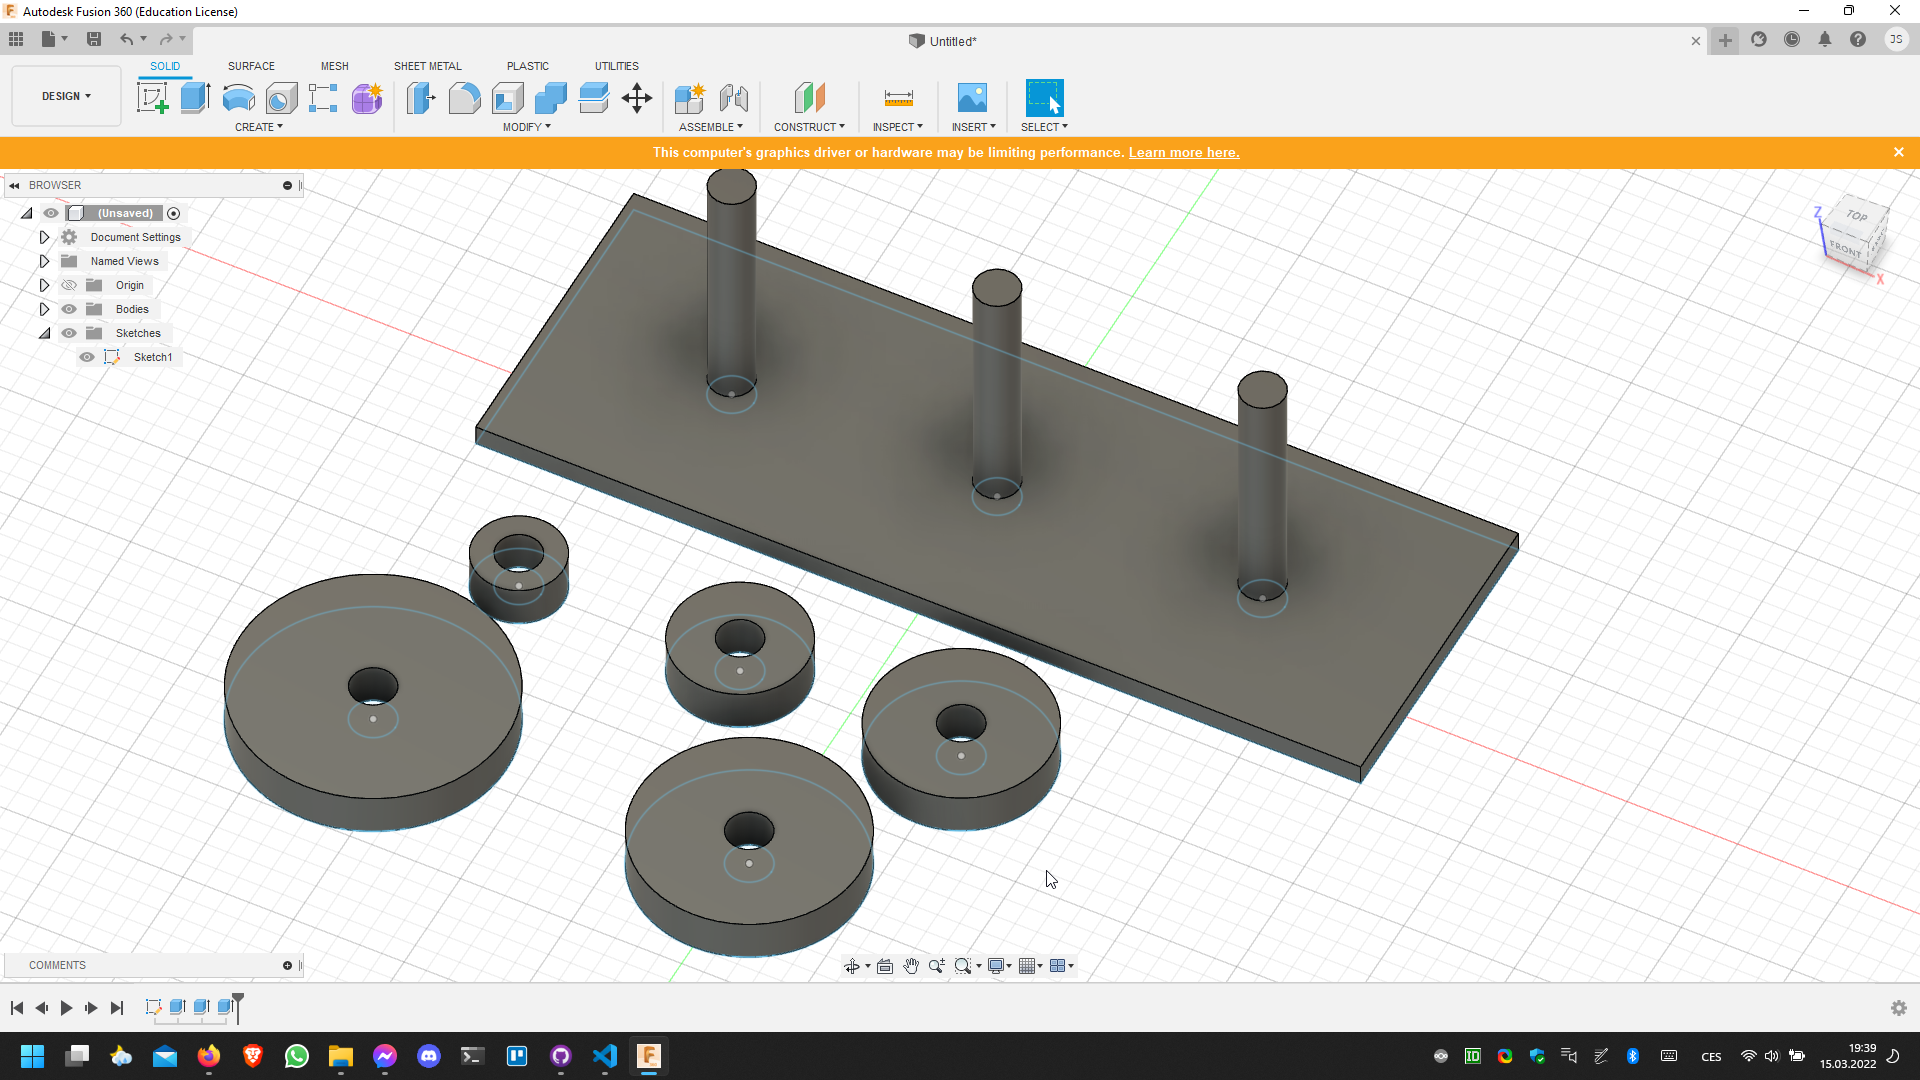 Autodesk Fusion 360 (Education License)
Untitled*
JS
DESIGN
SOLID
SURFACE
MESH
SHEET METAL
PLASTIC
UTILITIES
CREATE
MODIFY
ASSEMBLE
CONSTRUCT
INSPECT
INSERT
SELECT
This computer's graphics driver or hardware may be limiting performance. Learn more here.
BROWSER
(Unsaved)
Document Settings
Named Views
Origin
Bodies
Sketches
Sketch1
Z
TOP
FRONT
X
COMMENTS
ID
CES
19:39
15.03.2022